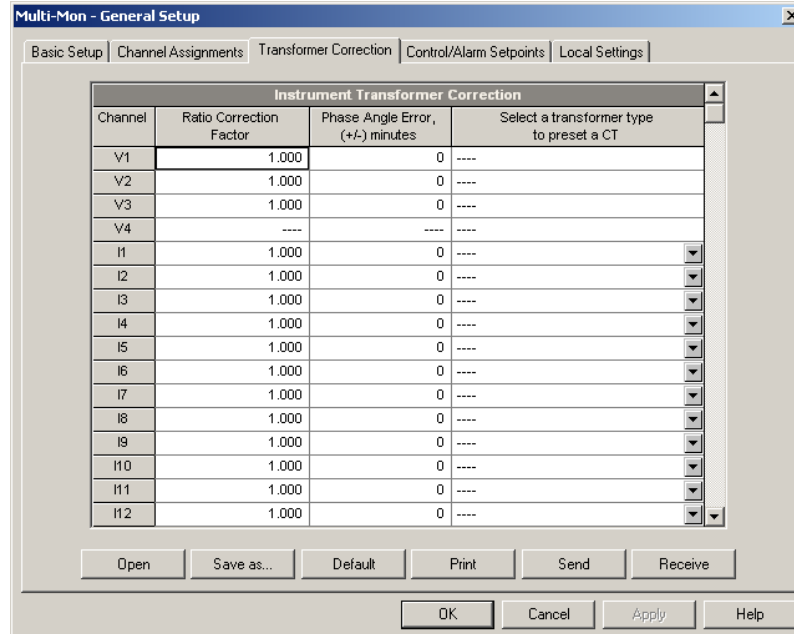 Multi-Mon - General Setup
Basic Setup Channel Assignments Transformer Correction Control/Alarm Setpoints Local Settings
Instrument Transformer Correction
Channel Ratio Correction Factor Phase Angle Error, (+/-) minutes Select a transformer type to preset a CT
V1 1.000 0 ----
V2 1.000 0 ----
V3 1.000 0 ----
V4 ---- ---- ----
I1 1.000 0 ----
I2 1.000 0 ----
I3 1.000 0 ----
I4 1.000 0 ----
I5 1.000 0 ----
I6 1.000 0 ----
I7 1.000 0 ----
I8 1.000 0 ----
I9 1.000 0 ----
I10 1.000 0 ----
I11 1.000 0 ----
I12 1.000 0 ----
Open Save as... Default Print Send Receive
OK Cancel Apply Help